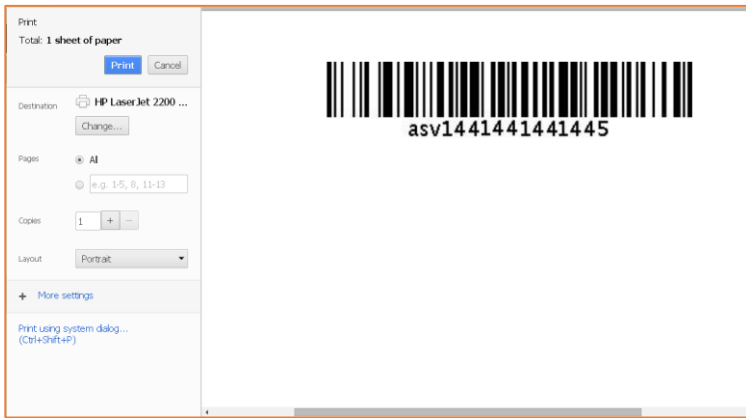 Print
Total: 1 sheet of paper
Print Cancel
Destination HP LaserJet 2200 ...
Change...
Pages All
e.g. 1-5, 8, 11-13
Copies 1 + −
Layout Portrait
+ More settings
Print using system dialog...
(Ctrl+Shift+P)
asv1441441441445